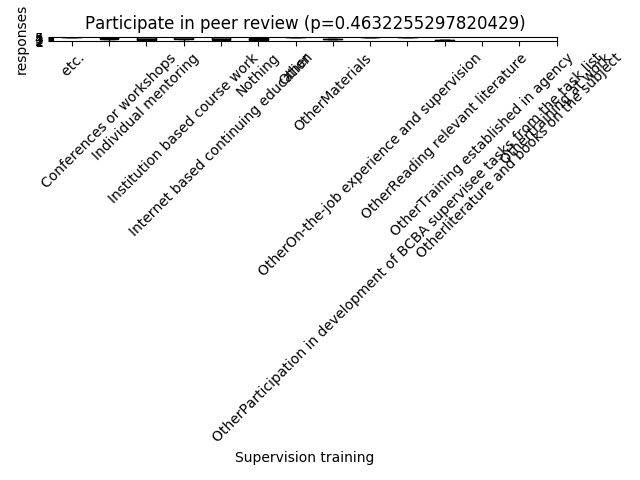 Participate in peer review (p=0.4632255297820429)
responses
etc.
Conferences or workshops
Individual mentoring
Institution based course work
Nothing
Internet based continuing education
Other
OtherMaterials
OtherOn-the-job experience and supervision
OtherReading relevant literature
OtherTraining established in agency
OtherParticipation in development of BCBA supervisee tasks from the task list
Otherliterature and books on the subject
Supervision training